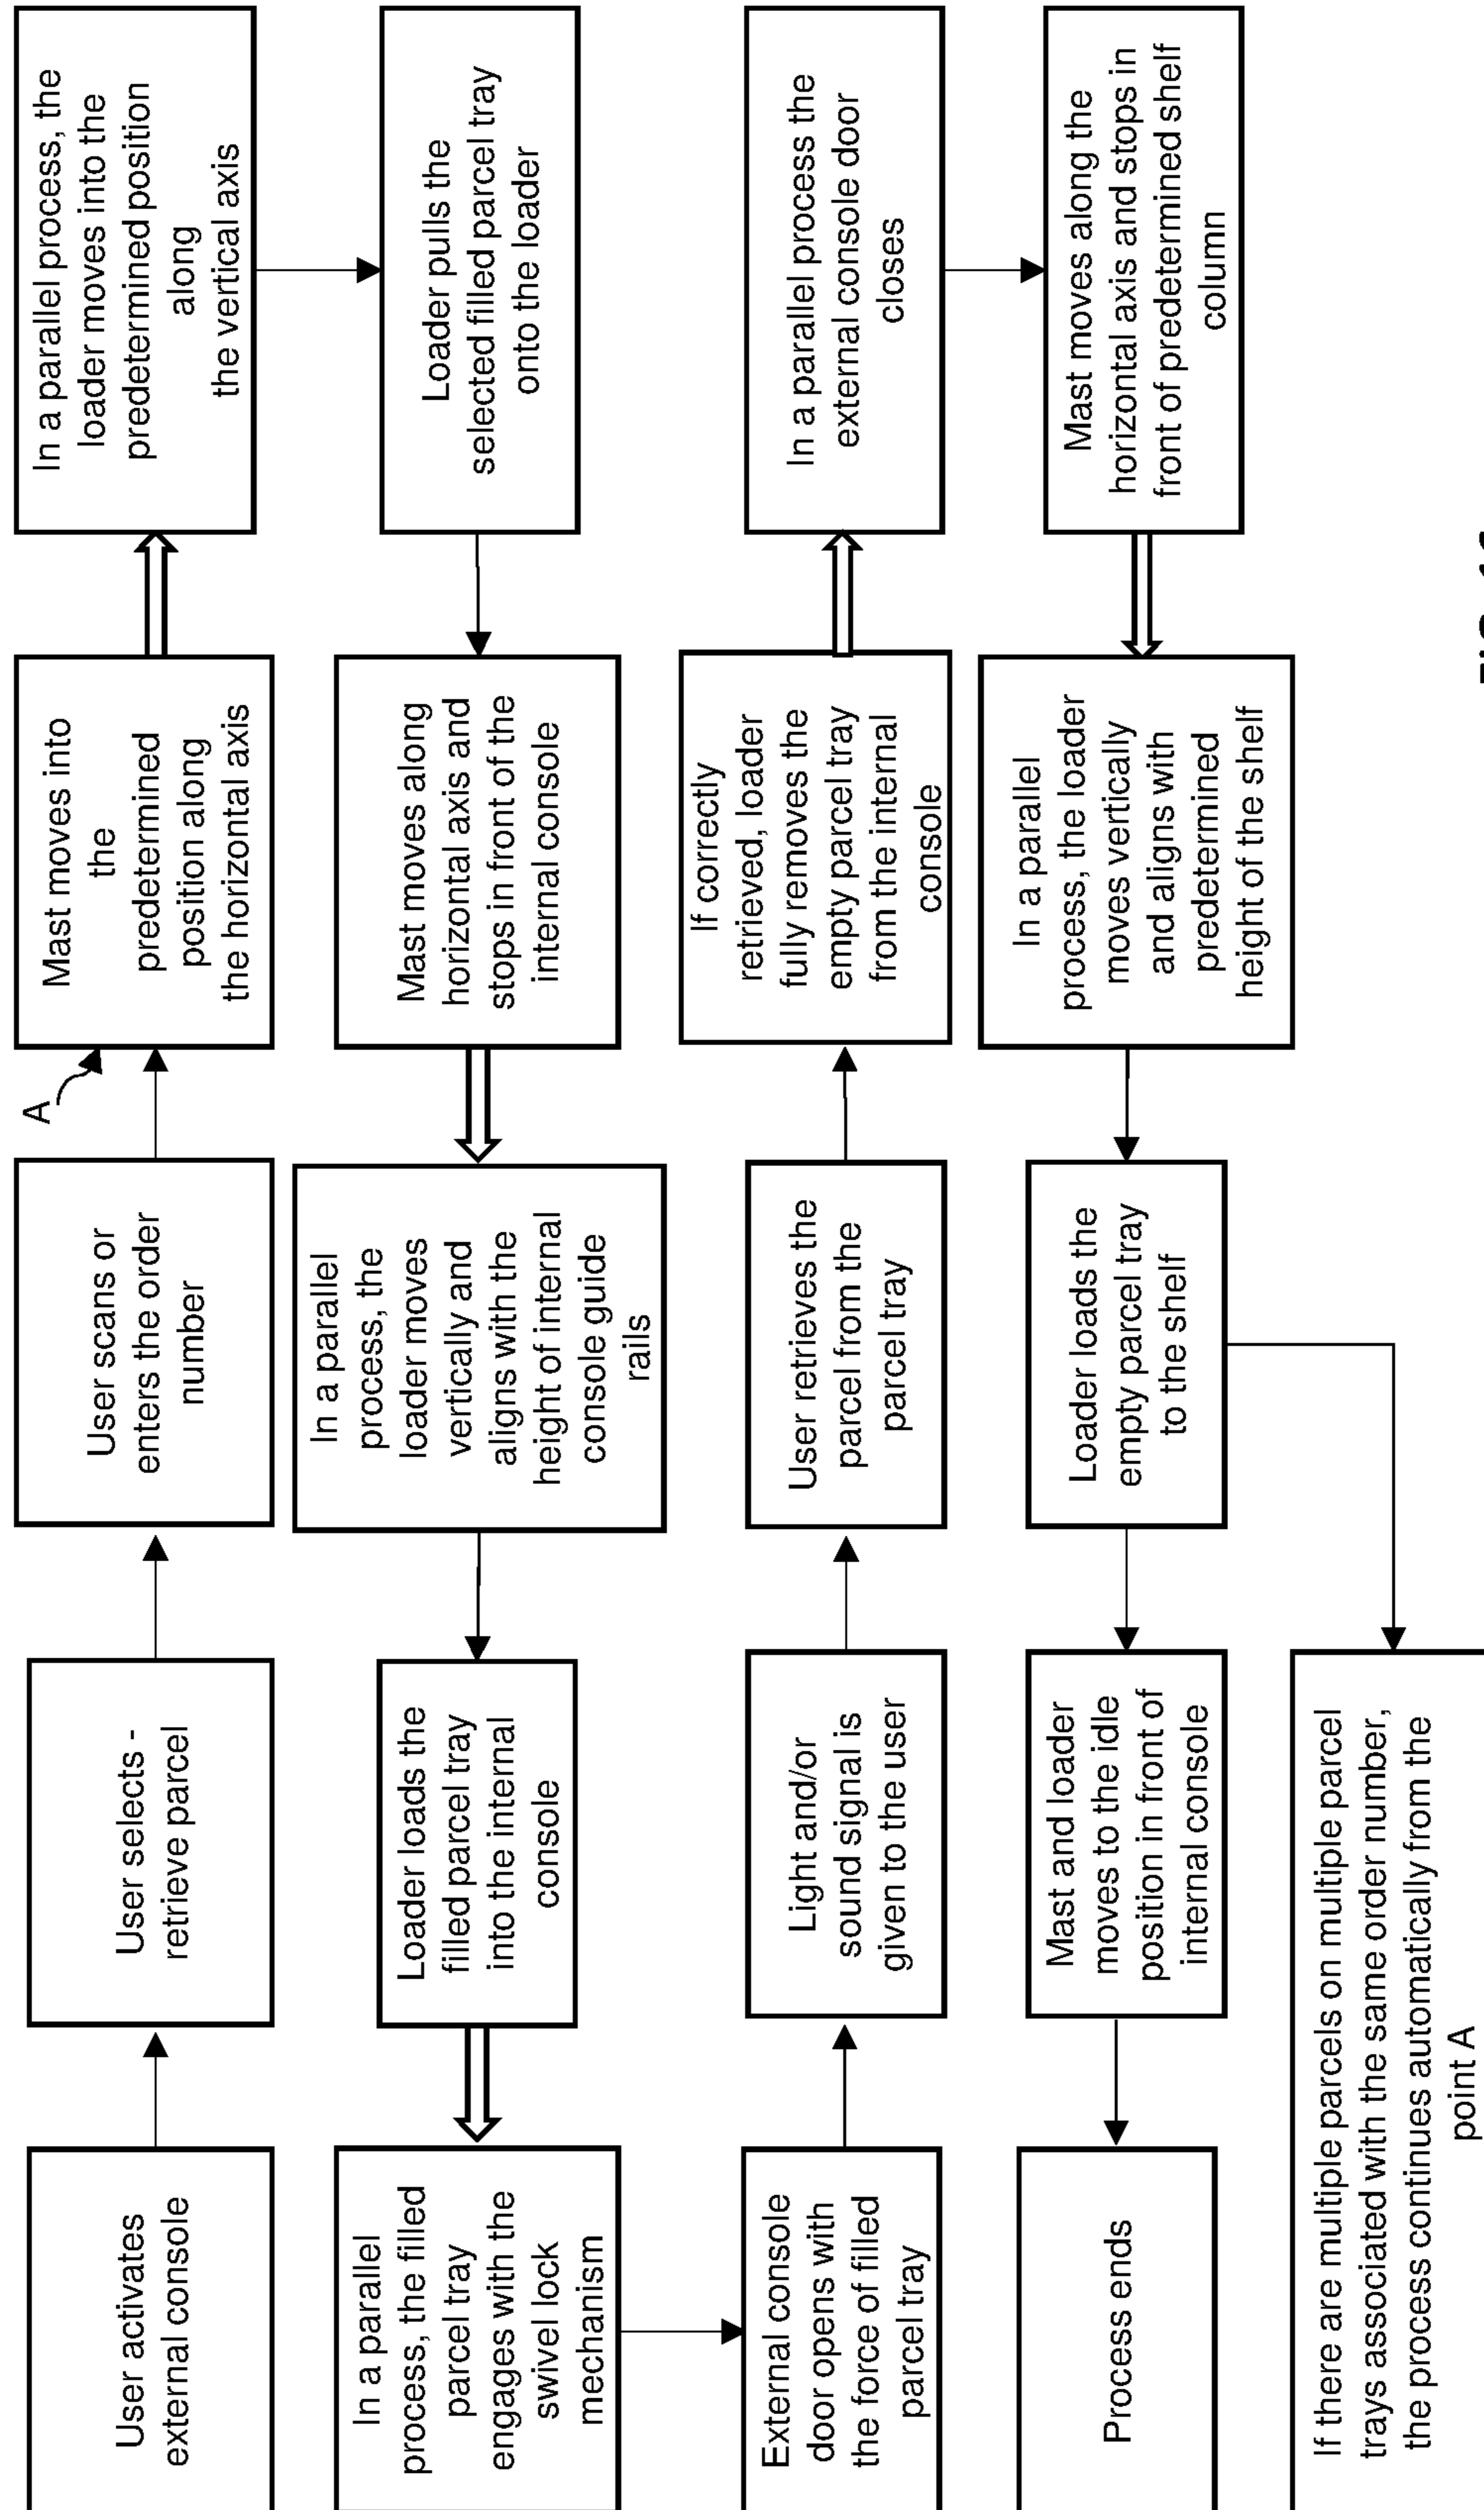 User activates
external console
User selects -
retrieve parcel
User scans or
enters the order
number
A
Mast moves into
the
predetermined
position along
the horizontal axis
In a parallel process, the
loader moves into the
predetermined position
along
the vertical axis
Loader pulls the
selected filled parcel tray
onto the loader
Mast moves along
horizontal axis and
stops in front of the
internal console
In a parallel
process, the
loader moves
vertically and
aligns with the
height of internal
console guide
rails
Loader loads the
filled parcel tray
into the internal
console
In a parallel
process, the filled
parcel tray
engages with the
swivel lock
mechanism
External console
door opens with
the force of filled
parcel tray
Light and/or
sound signal is
given to the user
User retrieves the
parcel from the
parcel tray
If correctly
retrieved, loader
fully removes the
empty parcel tray
from the internal
console
In a parallel process the
external console door
closes
Mast moves along the
horizontal axis and stops in
front of predetermined shelf
column
In a parallel
process, the loader
moves vertically
and aligns with
predetermined
height of the shelf
Loader loads the
empty parcel tray
to the shelf
Mast and loader
moves to the idle
position in front of
internal console
Process ends
If there are multiple parcels on multiple parcel
trays associated with the same order number,
the process continues automatically from the
point A